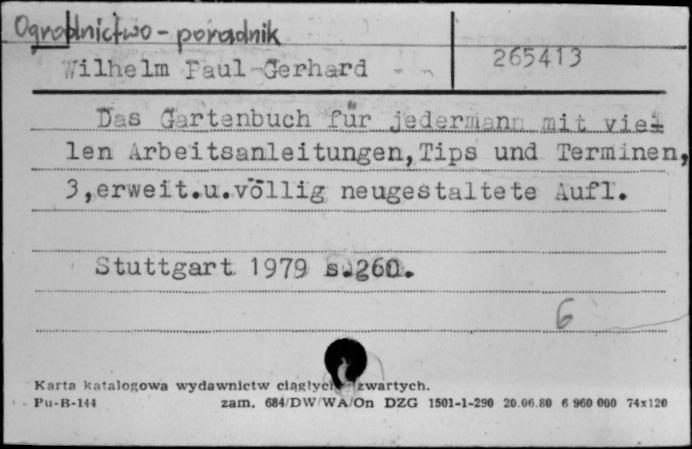 Ogrodnictwo - poradnik
Wilhelm Paul-Gerhard
265413
Das Gartenbuch für jedermann mit viel
len Arbeitsanleitungen, Tips und Terminen,
3,erweit.u.völlig neugestaltete Aufl.
Stuttgart 1979 s.260.
6
Karta katalogowa wydawnictw ciągłych zwartych.
Pu-B-144 zam. 684/DW/WA/On DZG 1501-1-290 20.06.80 6 960 000 74x120